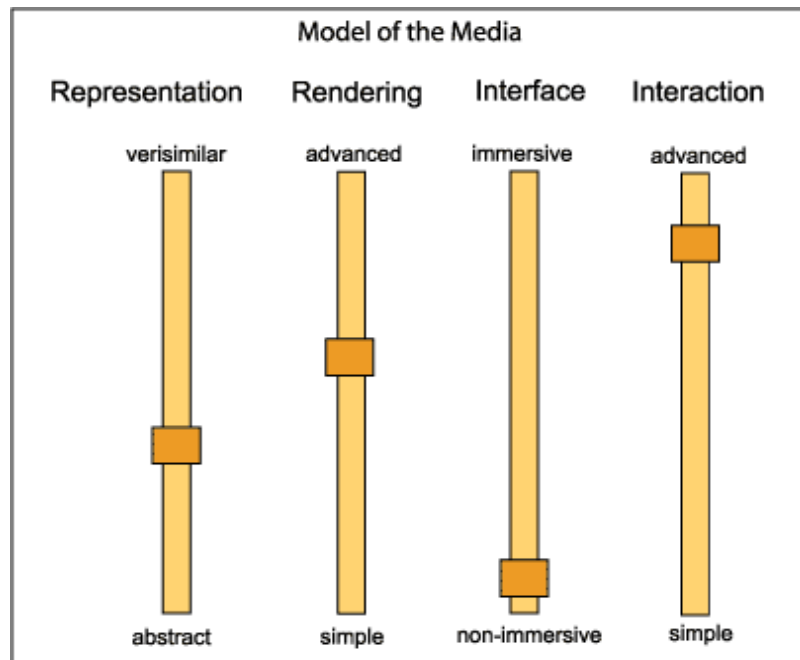 Model of the Media
Representation Rendering Interface Interaction
verisimilar advanced immersive advanced
abstract simple non-immersive simple